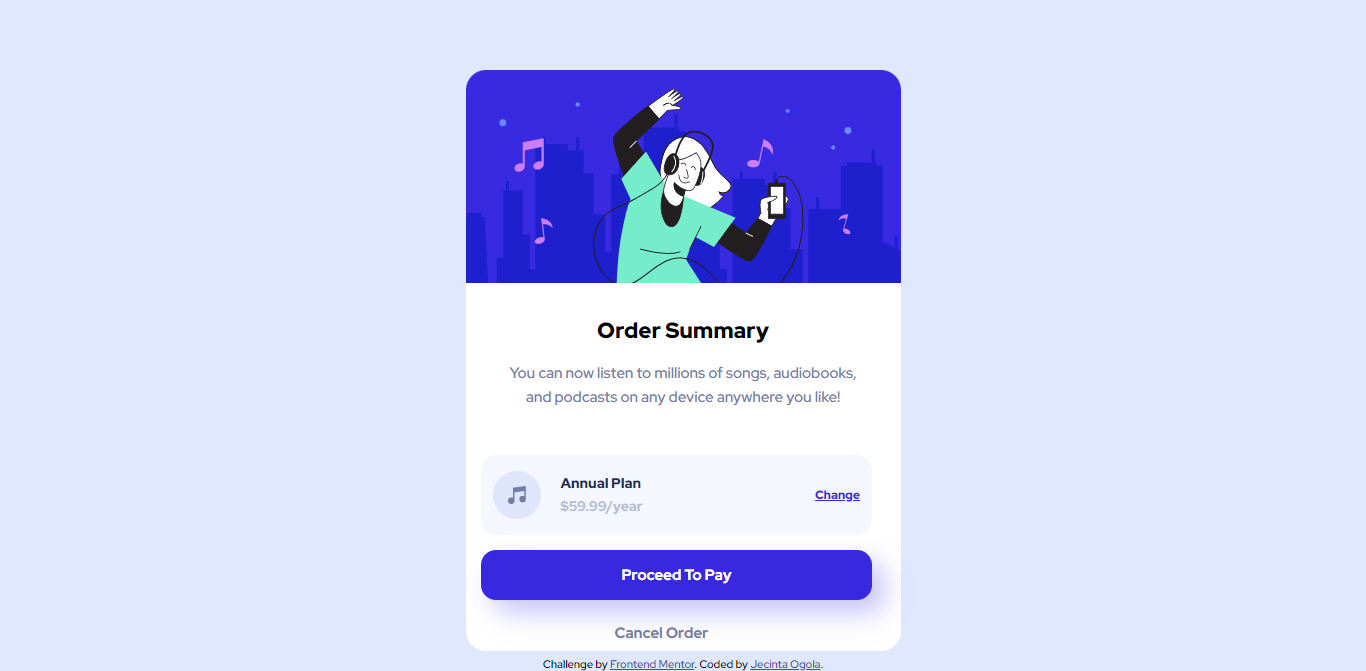 Order Summary
You can now listen to millions of songs, audiobooks,
and podcasts on any device anywhere you like!
Annual Plan
$59.99/year
Change
Proceed To Pay
Cancel Order
Challenge by Frontend Mentor. Coded by Jecinta Ogola.